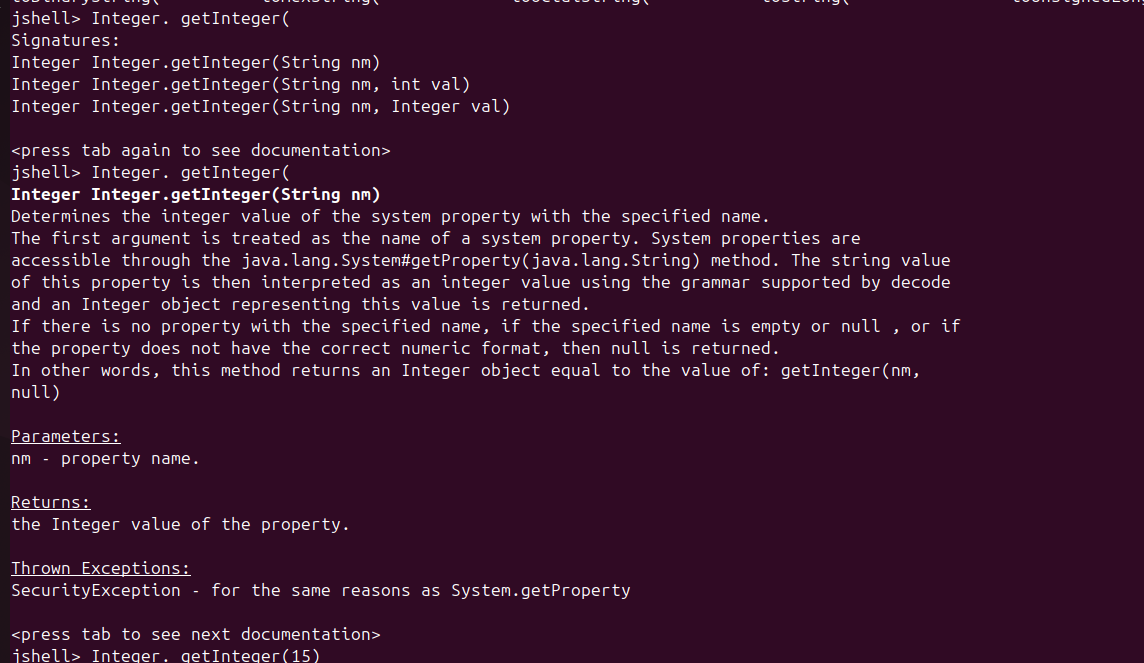 jshell> Integer. getInteger(
Signatures:
Integer Integer.getInteger(String nm)
Integer Integer.getInteger(String nm, int val)
Integer Integer.getInteger(String nm, Integer val)
<press tab again to see documentation>
jshell> Integer. getInteger(
Integer Integer.getInteger(String nm)
Determines the integer value of the system property with the specified name.
The first argument is treated as the name of a system property. System properties are
accessible through the java.lang.System#getProperty(java.lang.String) method. The string value
of this property is then interpreted as an integer value using the grammar supported by decode
and an Integer object representing this value is returned.
If there is no property with the specified name, if the specified name is empty or null , or if
the property does not have the correct numeric format, then null is returned.
In other words, this method returns an Integer object equal to the value of: getInteger(nm,
null)
Parameters:
nm - property name.
Returns:
the Integer value of the property.
Thrown Exceptions:
SecurityException - for the same reasons as System.getProperty
<press tab to see next documentation>
jshell> Integer. getInteger(15)